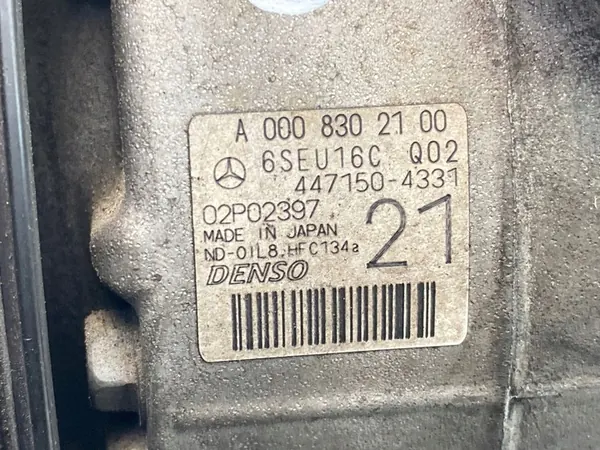 A 000 830 21 00
6SEU16C Q02
447150-4331
02P02397
MADE IN JAPAN
ND-OIL8,HFC134a
21
DENSO